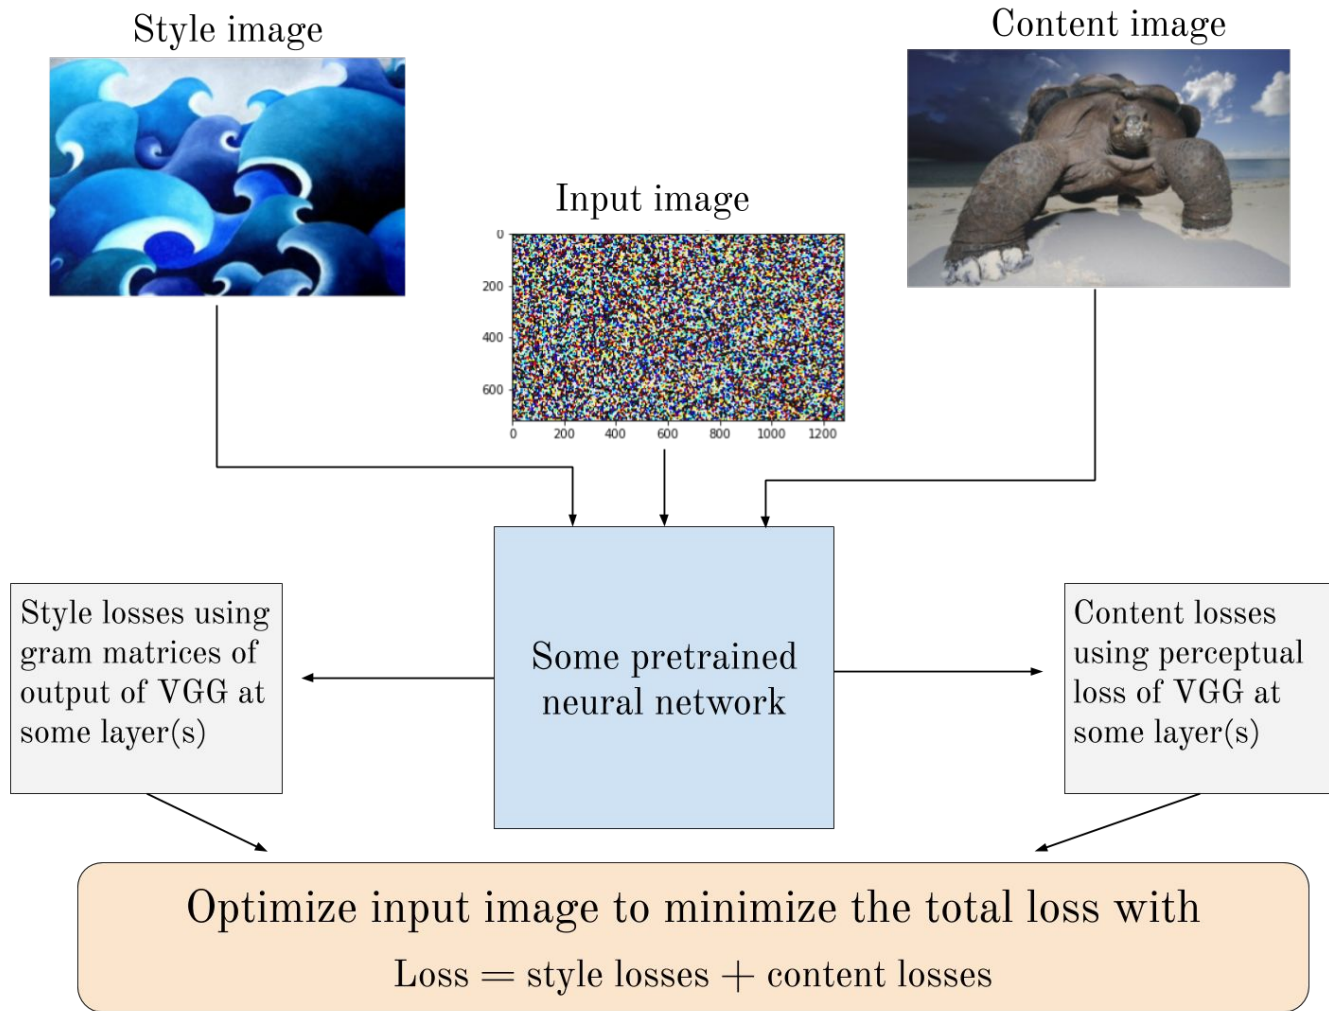 Style image
Content image
Input image
0
200
400
600
0 200 400 600 800 1000 1200
Style losses using
gram matrices of
output of VGG at
some layer(s)
Some pretrained
neural network
Content losses
using perceptual
loss of VGG at
some layer(s)
Optimize input image to minimize the total loss with
Loss = style losses + content losses